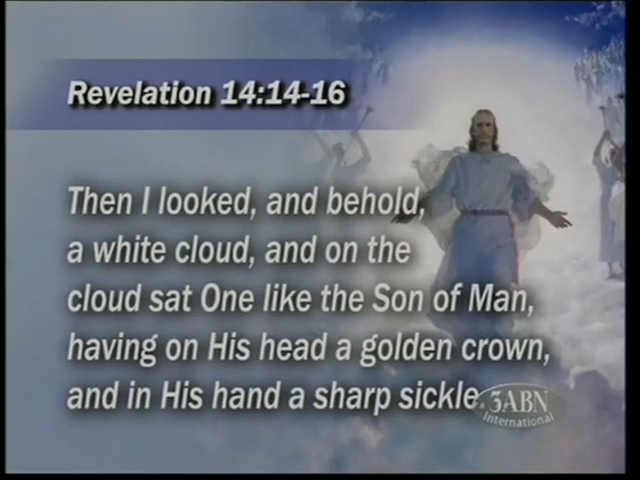 Revelation 14:14-16
Then I looked, and behold,
a white cloud, and on the
cloud sat One like the Son of Man,
having on His head a golden crown,
and in His hand a sharp sickle
3ABN
International